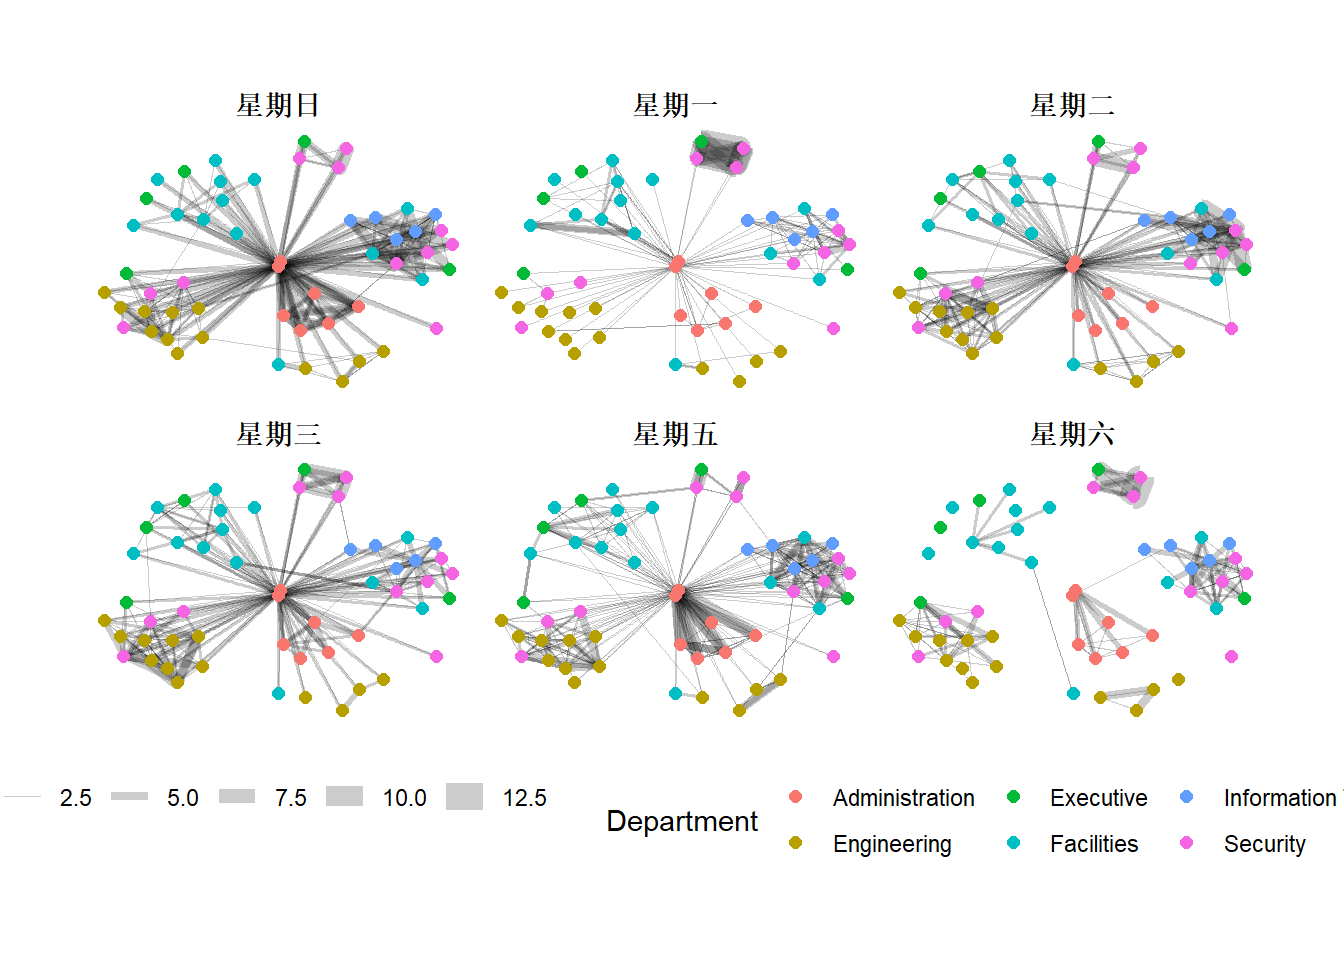 星期日 星期一 星期二
星期三 星期五 星期六
2.5 5.0 7.5 10.0 12.5
Department
Administration Executive Information
Engineering Facilities Security